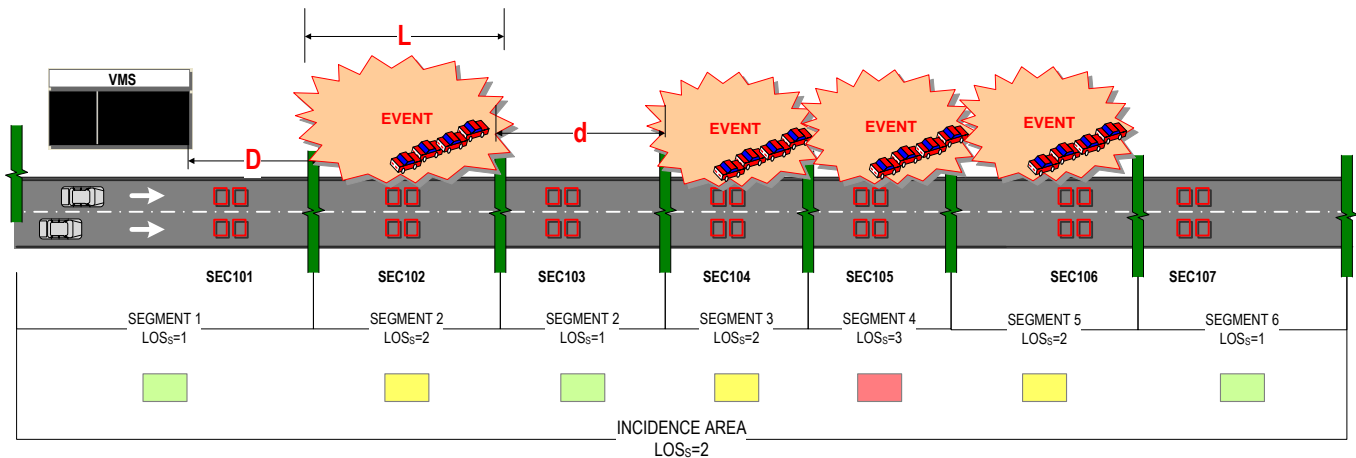 L
VMS
EVENT
EVENT
EVENT
EVENT
d
D
SEC101
SEC102
SEC103
SEC104
SEC105
SEC106
SEC107
SEGMENT 1
LOSS=1
SEGMENT 2
LOSS=2
SEGMENT 2
LOSS=1
SEGMENT 3
LOSS=2
SEGMENT 4
LOSS=3
SEGMENT 5
LOSS=2
SEGMENT 6
LOSS=1
INCIDENCE AREA
LOSS=2